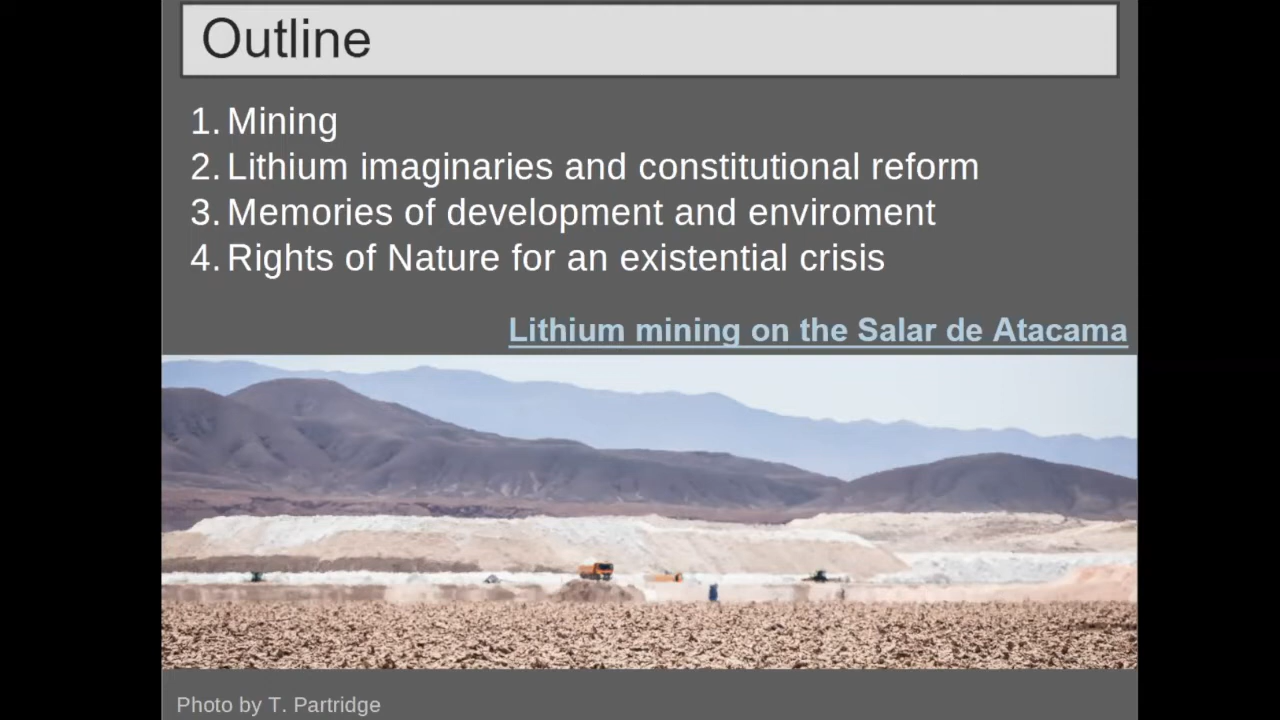 Outline
1. Mining
2. Lithium imaginaries and constitutional reform
3. Memories of development and enviroment
4. Rights of Nature for an existential crisis
Lithium mining on the Salar de Atacama
Photo by T. Partridge